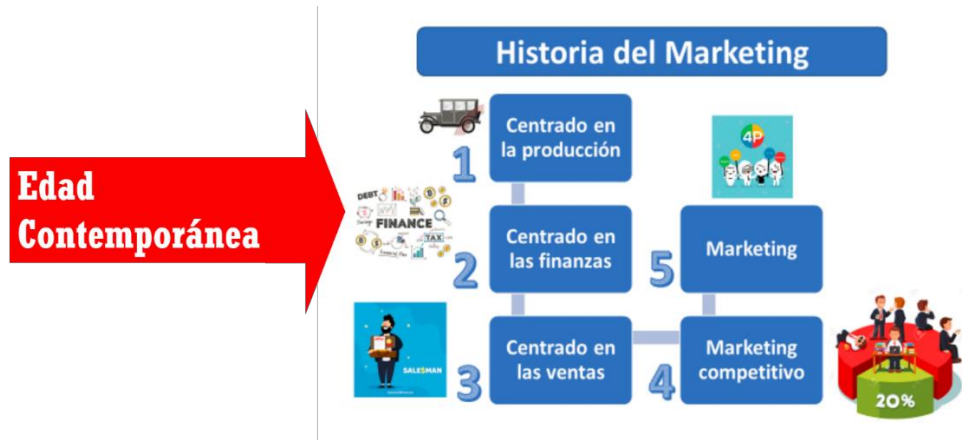 Historia del Marketing
Edad
Contemporánea
1
Centrado en
la producción
DEBT
FINANCE
TAX
2
Centrado en
las finanzas
SALESMAN
3
Centrado en
las ventas
4
Marketing
competitivo
20%
5
Marketing
4P